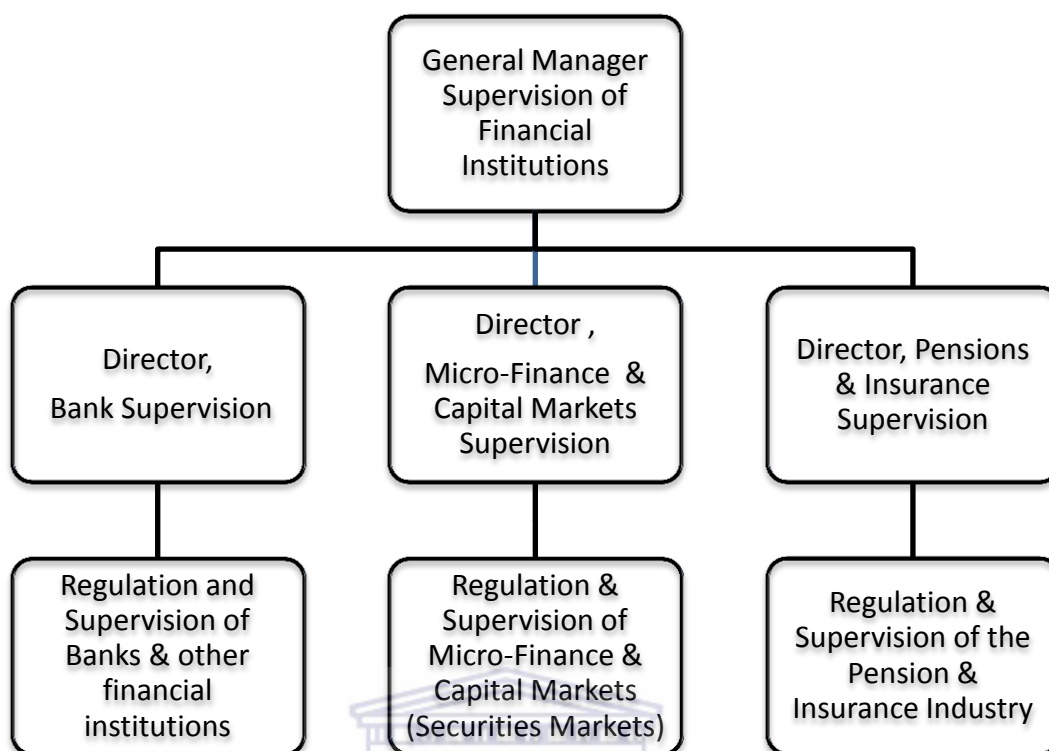 General Manager
Supervision of
Financial
Institutions
Director,
Bank Supervision
Director ,
Micro-Finance &
Capital Markets
Supervision
Director, Pensions
& Insurance
Supervision
Regulation and
Supervision of
Banks & other
financial
institutions
Regulation &
Supervision of
Micro-Finance &
Capital Markets
(Securities Markets)
Regulation &
Supervision of the
Pension &
Insurance Industry